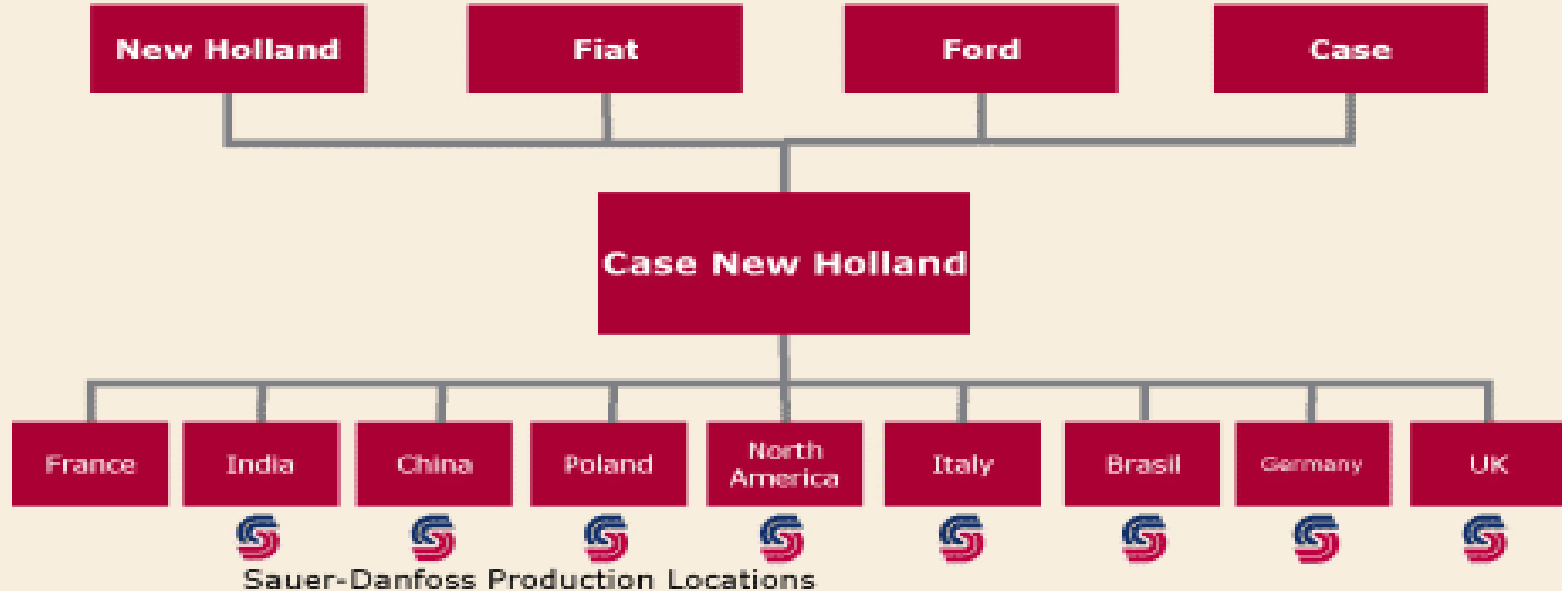 New Holland
Fiat
Ford
Case
Case New Holland
France
India
China
Poland
North
America
Italy
Brasil
Germany
UK
Sauer-Danfoss Production Locations